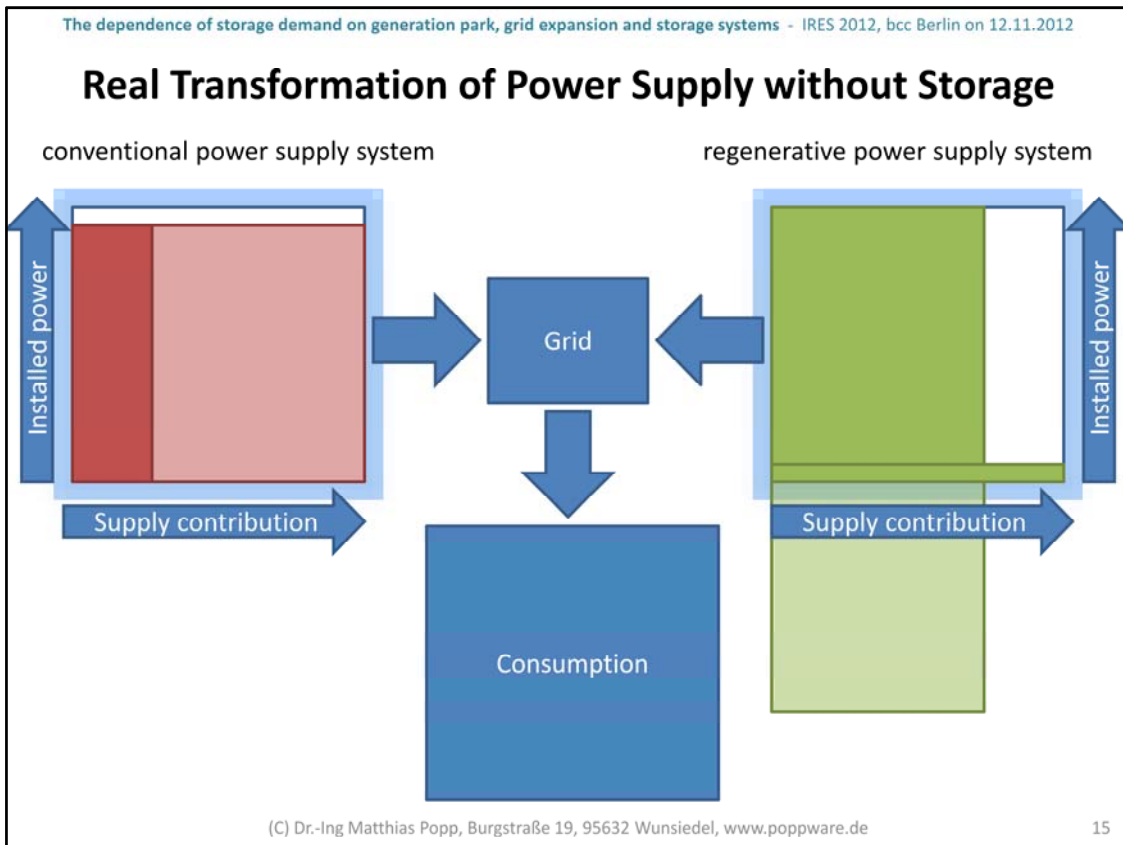 The dependence of storage demand on generation park, grid expansion and storage systems - IRES 2012, bcc Berlin on 12.11.2012
Real Transformation of Power Supply without Storage
conventional power supply system
regenerative power supply system
Installed power
Grid
Installed power
Supply contribution
Supply contribution
Consumption
(C) Dr.-Ing Matthias Popp, Burgstraße 19, 95632 Wunsiedel, www.poppware.de
15